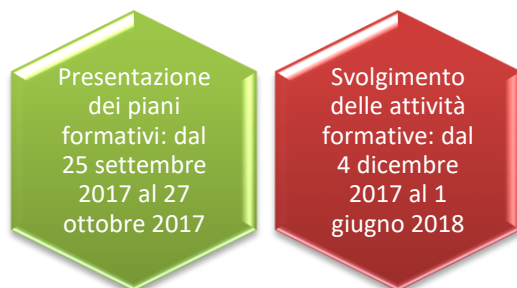 Presentazione
dei piani
formativi: dal
25 settembre
2017 al 27
ottobre 2017
Svolgimento
delle attività
formative: dal
4 dicembre
2017 al 1
giugno 2018